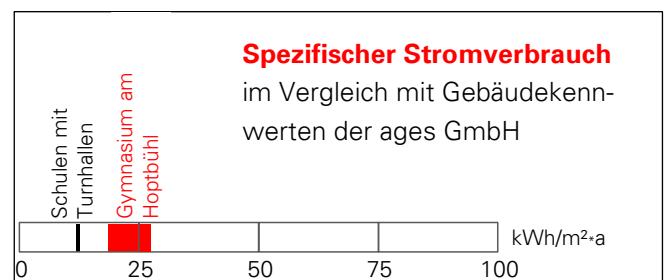 Spezifischer Stromverbrauch
im Vergleich mit Gebäudekenn-
werten der ages GmbH
Schulen mit
Turnhallen
Gymnasium am
Hoptbühl
kWh/m²*a
0 25 50 75 100